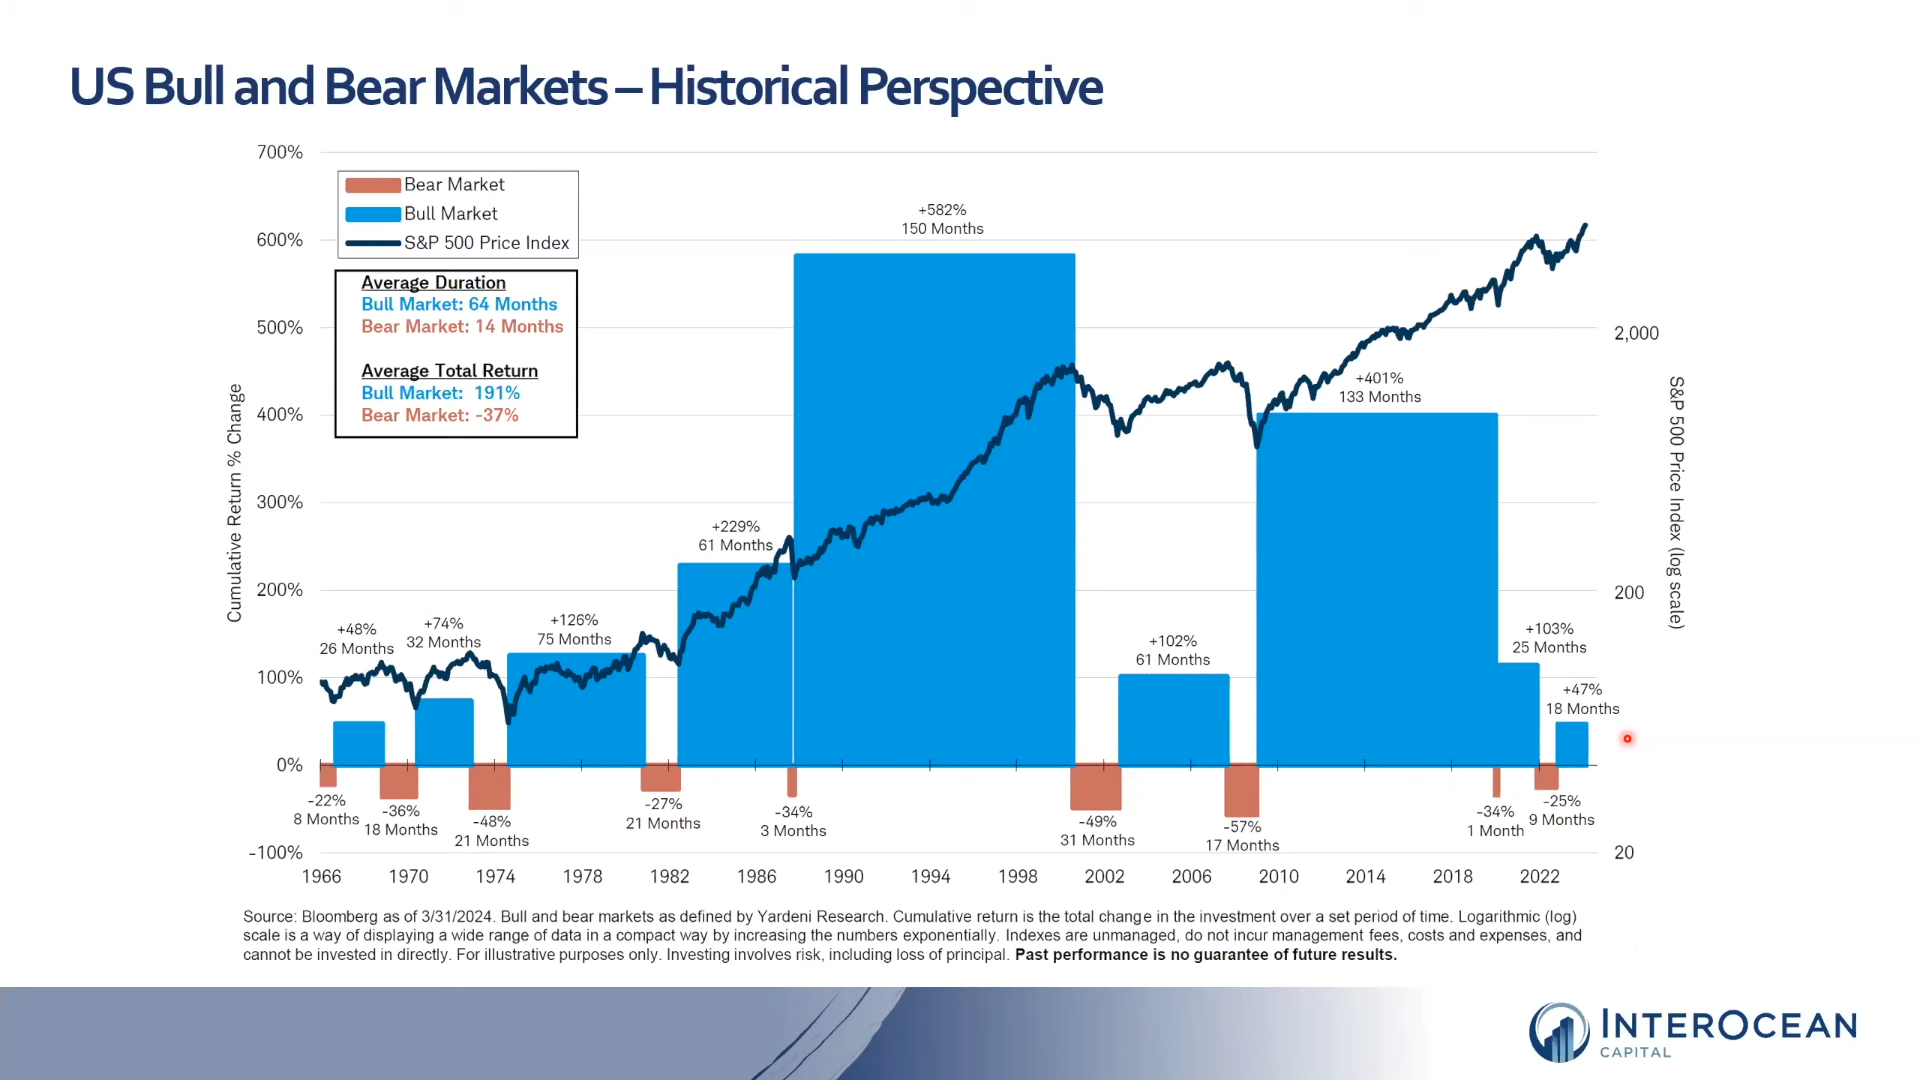 US Bull and Bear Markets – Historical Perspective
700%
600%
500%
400%
300%
200%
100%
0%
-100%
Cumulative Return % Change
Bear Market
Bull Market
S&P 500 Price Index
Average Duration
Bull Market: 64 Months
Bear Market: 14 Months
Average Total Return
Bull Market: 191%
Bear Market: -37%
+48%
26 Months
+74%
32 Months
+126%
75 Months
+229%
61 Months
+582%
150 Months
+102%
61 Months
+401%
133 Months
+103%
25 Months
+47%
18 Months
-22%
8 Months
-36%
18 Months
-48%
21 Months
-27%
21 Months
-34%
3 Months
-49%
31 Months
-57%
17 Months
-34%
1 Month
-25%
9 Months
2,000
200
20
S&P 500 Price Index (log scale)
1966 1970 1974 1978 1982 1986 1990 1994 1998 2002 2006 2010 2014 2018 2022
Source: Bloomberg as of 3/31/2024. Bull and bear markets as defined by Yardeni Research. Cumulative return is the total change in the investment over a set period of time. Logarithmic (log)
scale is a way of displaying a wide range of data in a compact way by increasing the numbers exponentially. Indexes are unmanaged, do not incur management fees, costs and expenses, and
cannot be invested in directly. For illustrative purposes only. Investing involves risk, including loss of principal. Past performance is no guarantee of future results.
INTEROCEAN
CAPITAL